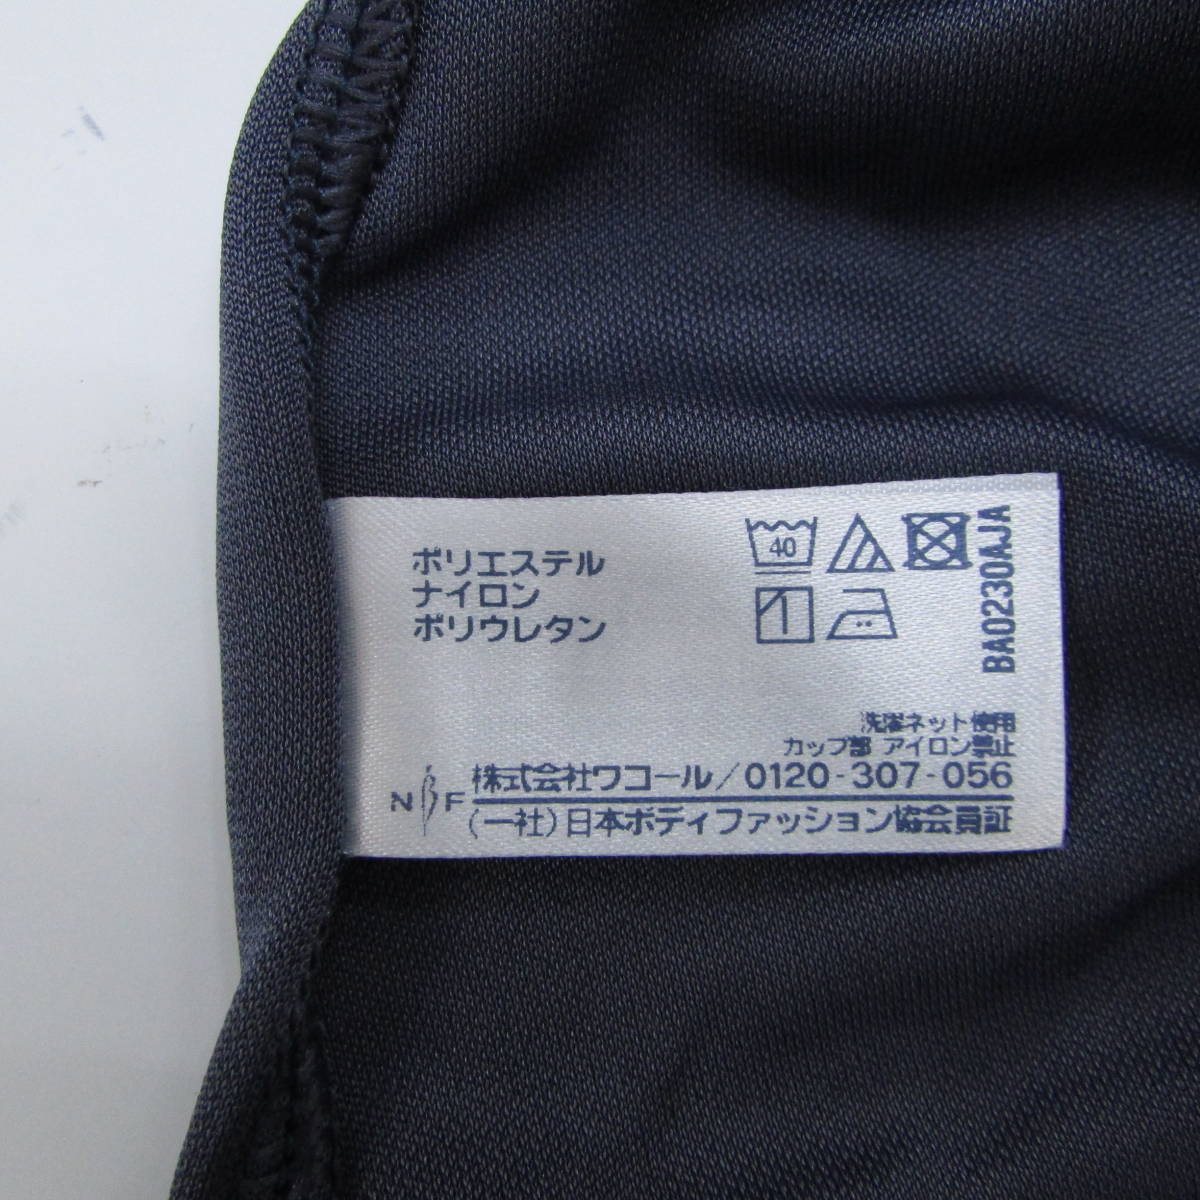 ポリエステル
ナイロン
ポリウレタン
40
1
BA0230AJA
洗濯ネット使用
カップ部 アイロン禁止
株式会社ワコール/0120-307-056
NBF
(一社)日本ボディファッション協会員証